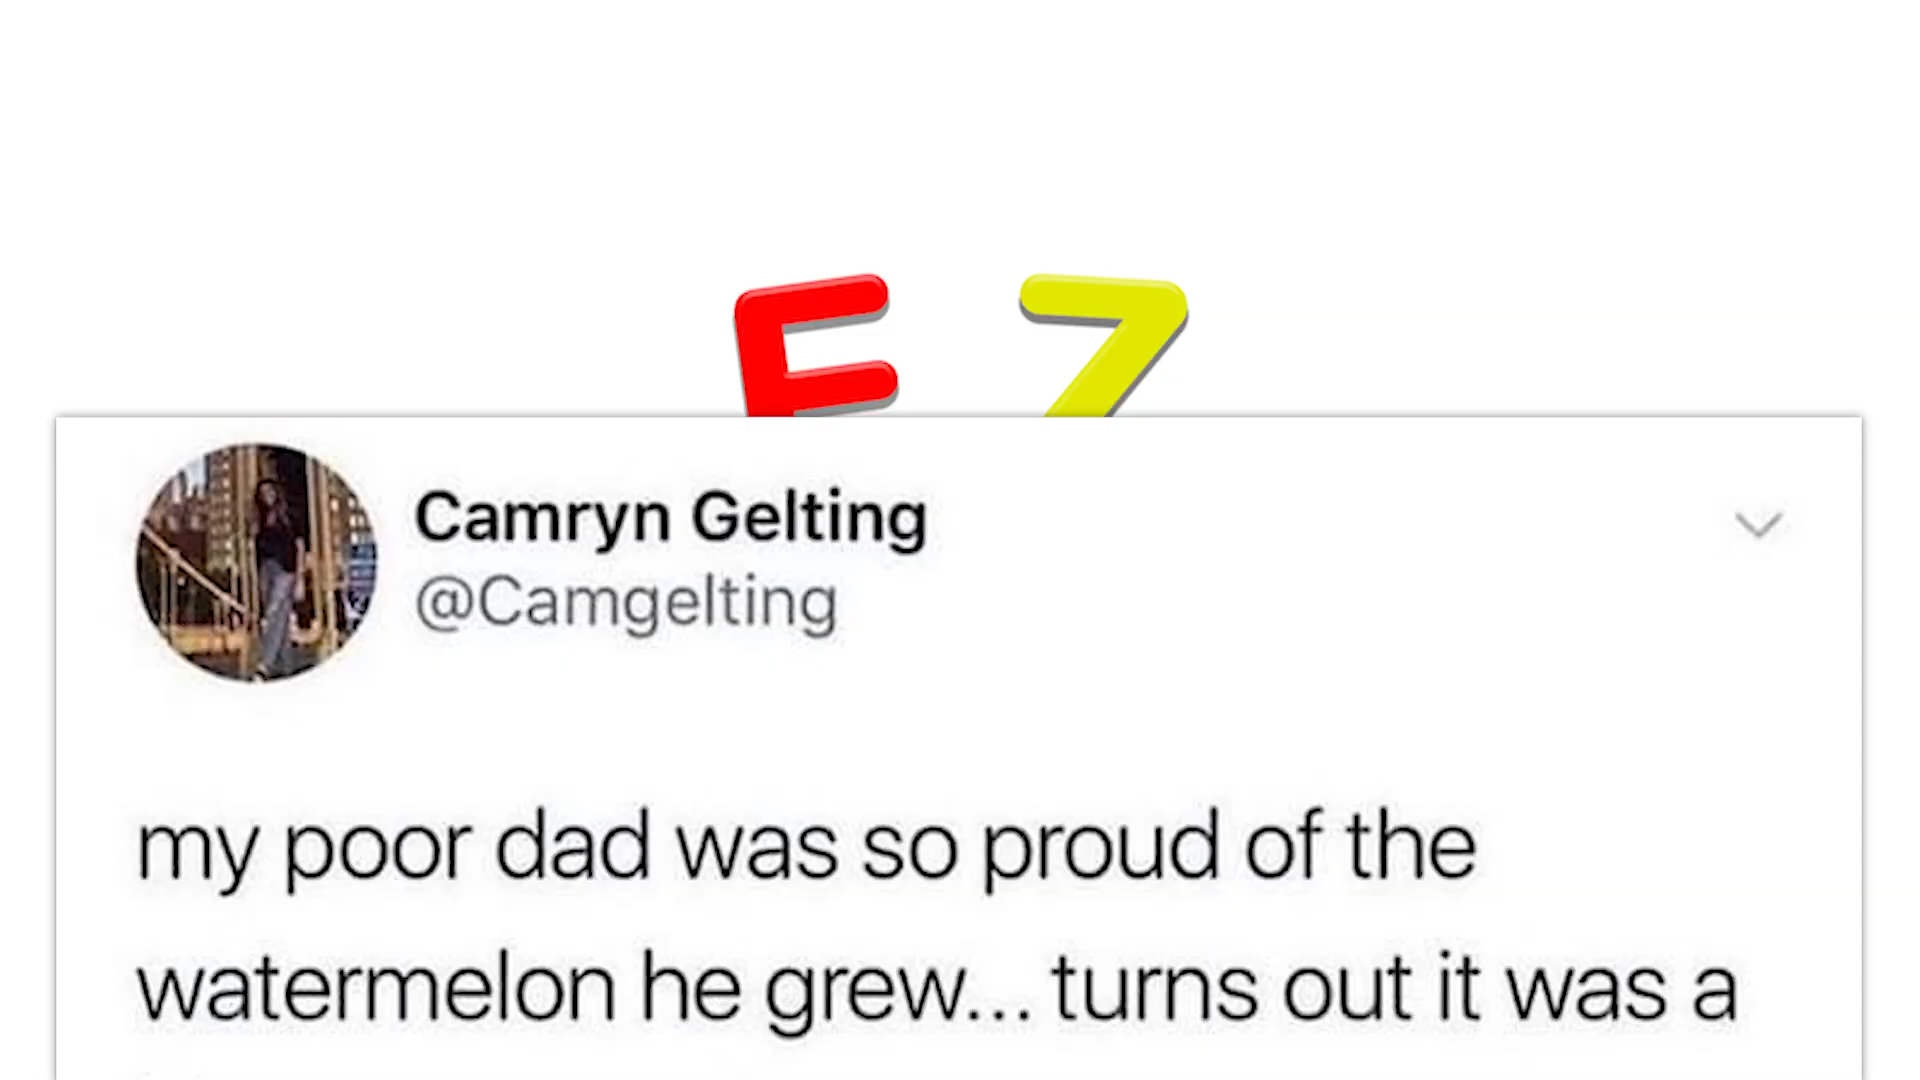 E Z
Camryn Gelting
@Camgelting
my poor dad was so proud of the
watermelon he grew... turns out it was a